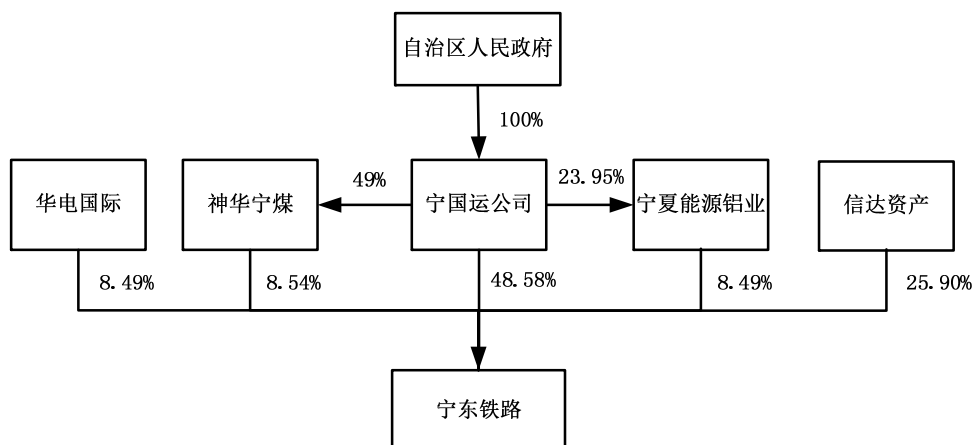 自治区人民政府
100%
华电国际
神华宁煤
49%
宁国运公司
23.95%
宁夏能源铝业
信达资产
8.49%
8.54%
48.58%
8.49%
25.90%
宁东铁路